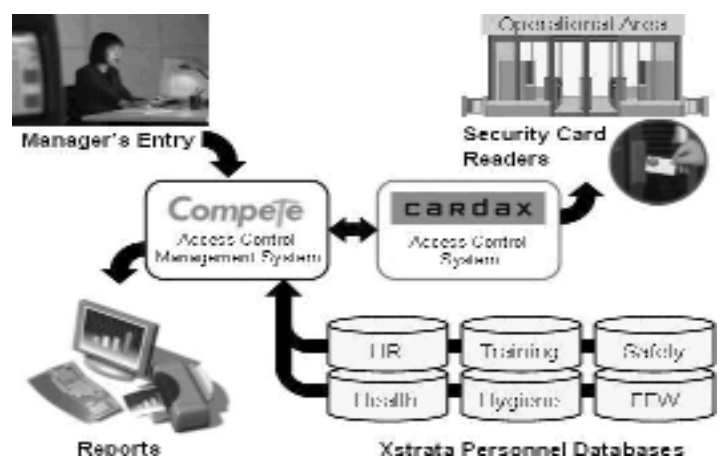 Operational Area
Manager's Entry
Security Card
Readers
Compete
Access Control
Management System
cardax
Access Control
System
HR
Training
Safety
Health
Hygiene
Reports
Xstrata Personnel Databases